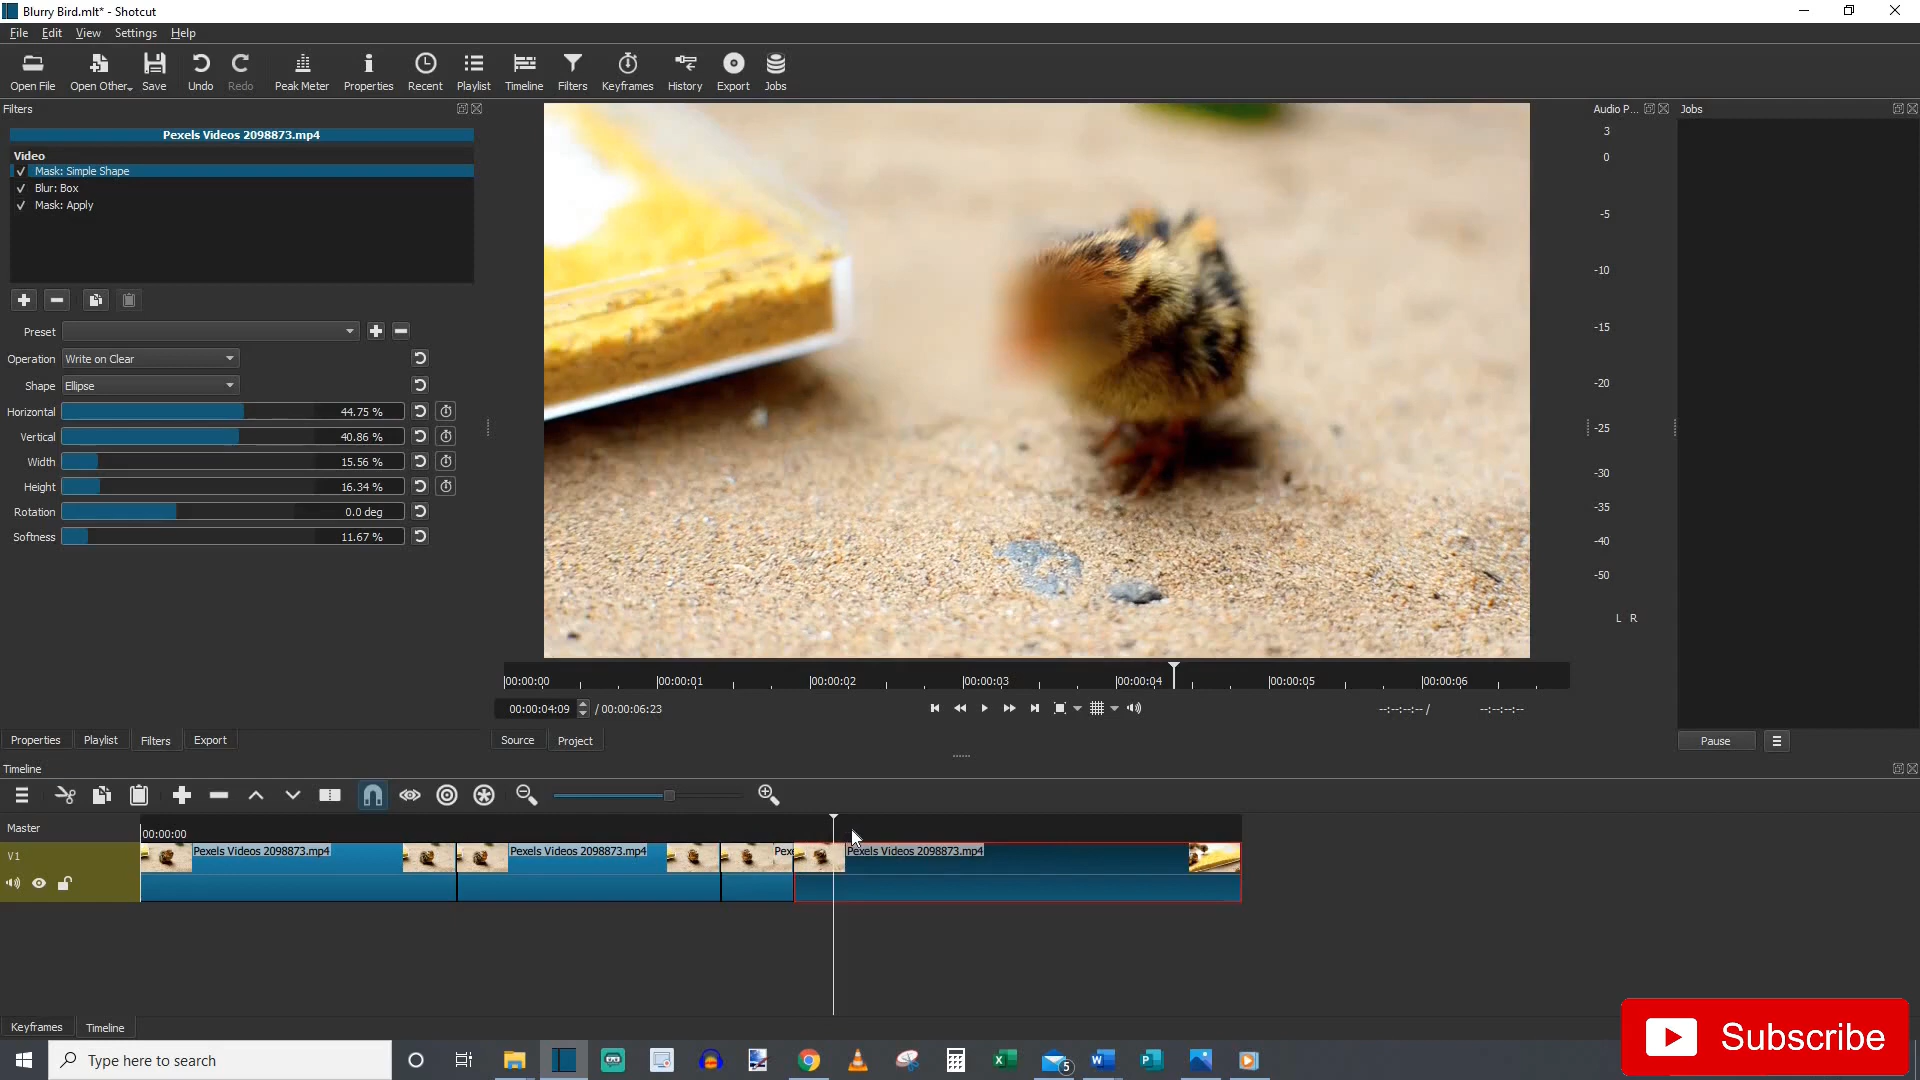 Blurry Bird.mlt* - Shotcut
File Edit View Settings Help
Open File Open Other... Save Undo Redo Peak Meter Properties Recent Playlist Timeline Filters Keyframes History Export Jobs
Filters
Audio P...
Jobs
Pexels Videos 2098873.mp4
Video
Mask: Simple Shape
Blur: Box
Mask: Apply
Preset
Operation Write on Clear
Shape Ellipse
Horizontal 44.75 %
Vertical 40.86 %
Width 15.56 %
Height 16.34 %
Rotation 0.0 deg
Softness 11.67 %
3
0
-5
-10
-15
-20
-25
-30
-35
-40
-50
L R
00:00:00 00:00:01 00:00:02 00:00:03 00:00:04 00:00:05 00:00:06
00:00:04:09 / 00:00:06:23 --:--:--:-- / --:--:--:--
Properties Playlist Filters Export
Source Project
Pause
Timeline
Master
00:00:00
V1
Pexels Videos 2098873.mp4 Pexels Videos 2098873.mp4 Pex Pexels Videos 2098873.mp4
Keyframes Timeline
Subscribe
Type here to search
5